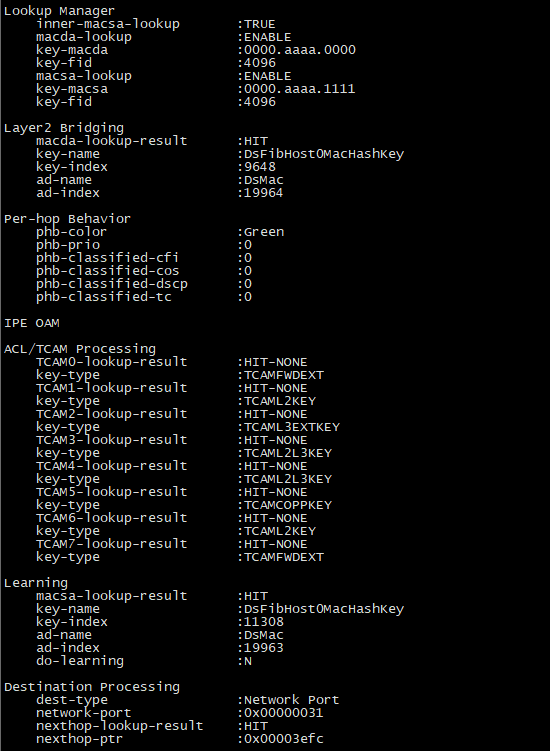 Lookup Manager
inner-macsa-lookup :TRUE
macda-lookup :ENABLE
key-macda :0000.aaaa.0000
key-fid :4096
macsa-lookup :ENABLE
key-macsa :0000.aaaa.1111
key-fid :4096
Layer2 Bridging
macda-lookup-result :HIT
key-name :DsFibHost0MacHashKey
key-index :9648
ad-name :DsMac
ad-index :19964
Per-hop Behavior
phb-color :Green
phb-prio :0
phb-classified-cfi :0
phb-classified-cos :0
phb-classified-dscp :0
phb-classified-tc :0
IPE OAM
ACL/TCAM Processing
TCAM0-lookup-result :HIT-NONE
key-type :TCAMFWDEXT
TCAM1-lookup-result :HIT-NONE
key-type :TCAML2KEY
TCAM2-lookup-result :HIT-NONE
key-type :TCAML3EXTKEY
TCAM3-lookup-result :HIT-NONE
key-type :TCAML2L3KEY
TCAM4-lookup-result :HIT-NONE
key-type :TCAML2L3KEY
TCAM5-lookup-result :HIT-NONE
key-type :TCAMCOPPKEY
TCAM6-lookup-result :HIT-NONE
key-type :TCAML2KEY
TCAM7-lookup-result :HIT-NONE
key-type :TCAMFWDEXT
Learning
macsa-lookup-result :HIT
key-name :DsFibHost0MacHashKey
key-index :11308
ad-name :DsMac
ad-index :19963
do-learning :N
Destination Processing
dest-type :Network Port
network-port :0x00000031
nexthop-lookup-result :HIT
nexthop-ptr :0x00003efc